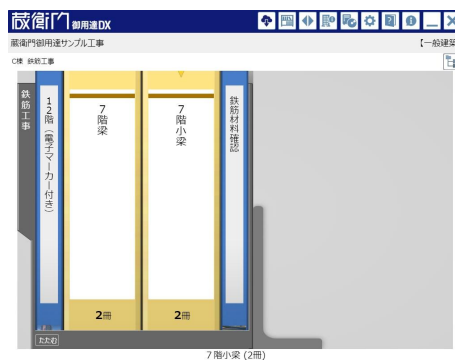 蔵衛門御用達DX
蔵衛門御用達サンプル工事
【一般建築
C棟 鉄筋工事
鉄筋工事
12階（電子マーカー付き）
7階梁
7階小梁
鉄筋材料確認
2冊
2冊
たたむ
7階小梁 (2冊)